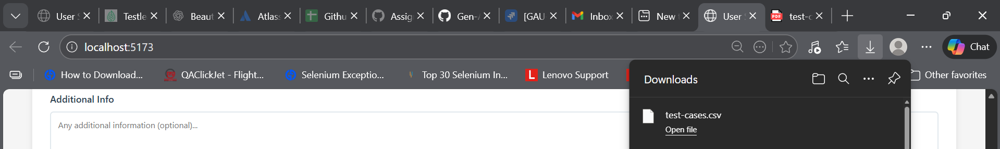 User S
Testle
Beaut
Atlass
Githu
Assig
Gen-A
[GAU-
Inbox
New t
User S
PDF
test-c
localhost:5173
Chat
How to Download...
QAClickJet - Flight...
Selenium Exceptio...
Top 30 Selenium In...
L
Lenovo Support
Other favorites
Downloads
Additional Info
Any additional information (optional)...
test-cases.csv
Open file